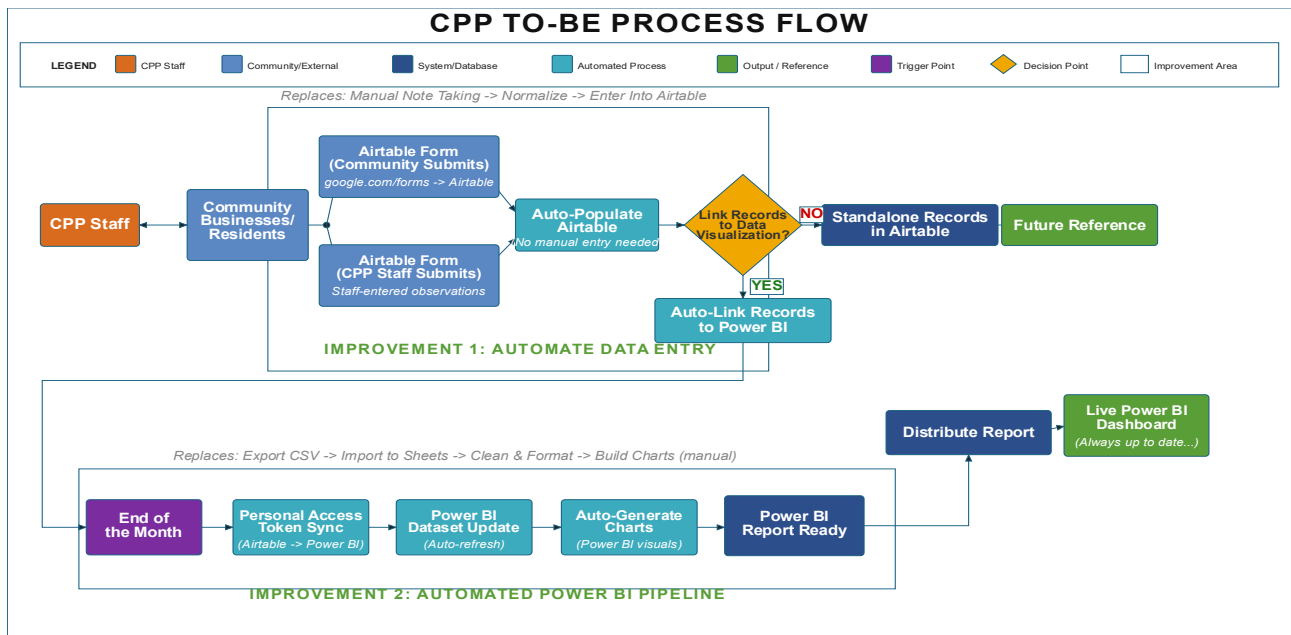 CPP TO-BE PROCESS FLOW
LEGEND
CPP Staff
Community/External
System/Database
Automated Process
Output / Reference
Trigger Point
Decision Point
Improvement Area
Replaces: Manual Note Taking -> Normalize -> Enter Into Airtable
CPP Staff
Community
Businesses/
Residents
Airtable Form
(Community Submits)
google.com/forms -> Airtable
Airtable Form
(CPP Staff Submits)
Staff-entered observations
Auto-Populate
Airtable
(No manual entry needed)
Link Records
to Data
Visualization?
NO
Standalone Records
in Airtable
Future Reference
YES
Auto-Link Records
to Power BI
IMPROVEMENT 1: AUTOMATE DATA ENTRY
Distribute Report
Live Power BI
Dashboard
(Always up to date...)
Replaces: Export CSV -> Import to Sheets -> Clean & Format -> Build Charts (manual)
End of
the Month
Personal Access
Token Sync
(Airtable -> Power BI)
Power BI
Dataset Update
(Auto-refresh)
Auto-Generate
Charts
(Power BI visuals)
Power BI
Report Ready
IMPROVEMENT 2: AUTOMATED POWER BI PIPELINE